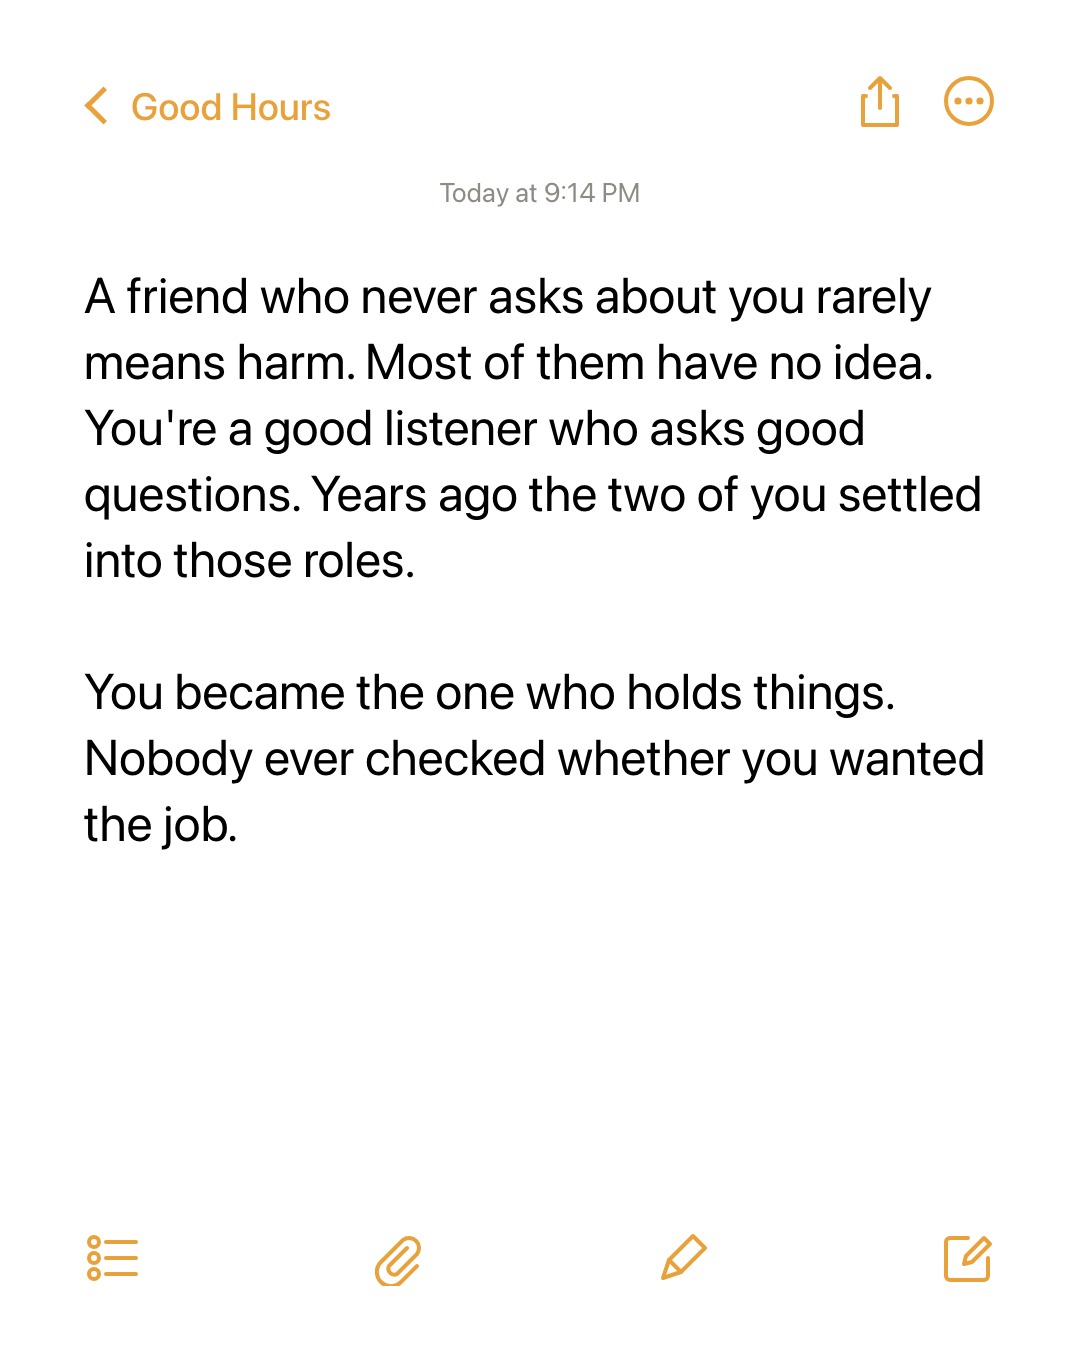 Good Hours
Today at 9:14 PM
A friend who never asks about you rarely
means harm. Most of them have no idea.
You're a good listener who asks good
questions. Years ago the two of you settled
into those roles.
You became the one who holds things.
Nobody ever checked whether you wanted
the job.